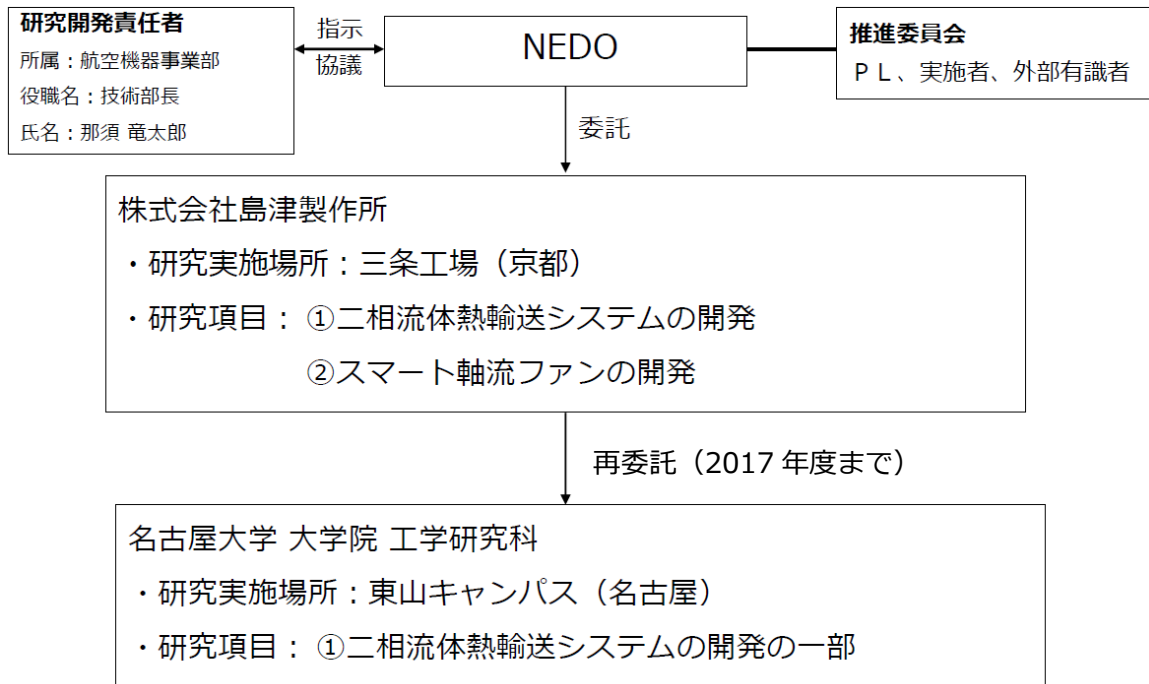 研究開発責任者
所属：航空機器事業部
役職名：技術部長
氏名：那須 竜太郎
指示
協議
NEDO
推進委員会
ＰＬ、実施者、外部有識者
委託
株式会社島津製作所
・研究実施場所：三条工場（京都）
・研究項目： ①二相流体熱輸送システムの開発
②スマート軸流ファンの開発
再委託（2017 年度まで）
名古屋大学 大学院 工学研究科
・研究実施場所：東山キャンパス（名古屋）
・研究項目： ①二相流体熱輸送システムの開発の一部